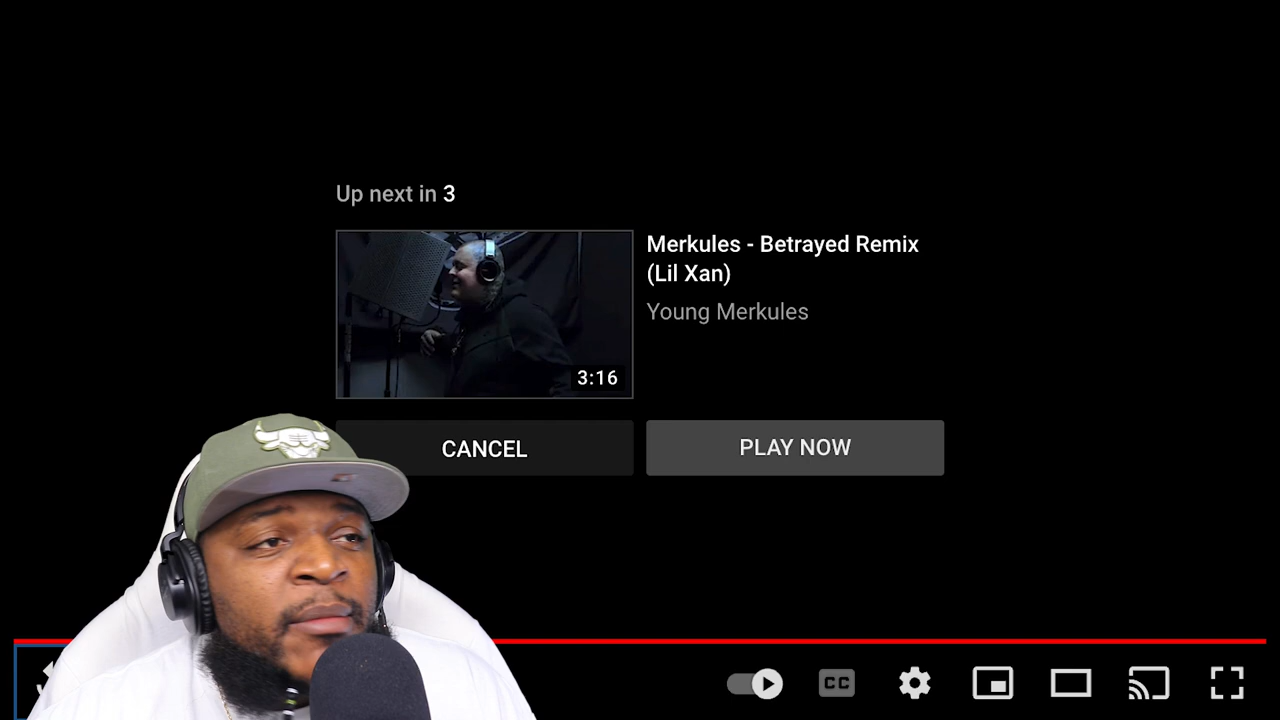 Up next in 3
Merkules - Betrayed Remix
(Lil Xan)
Young Merkules
3:16
CANCEL
PLAY NOW
CC